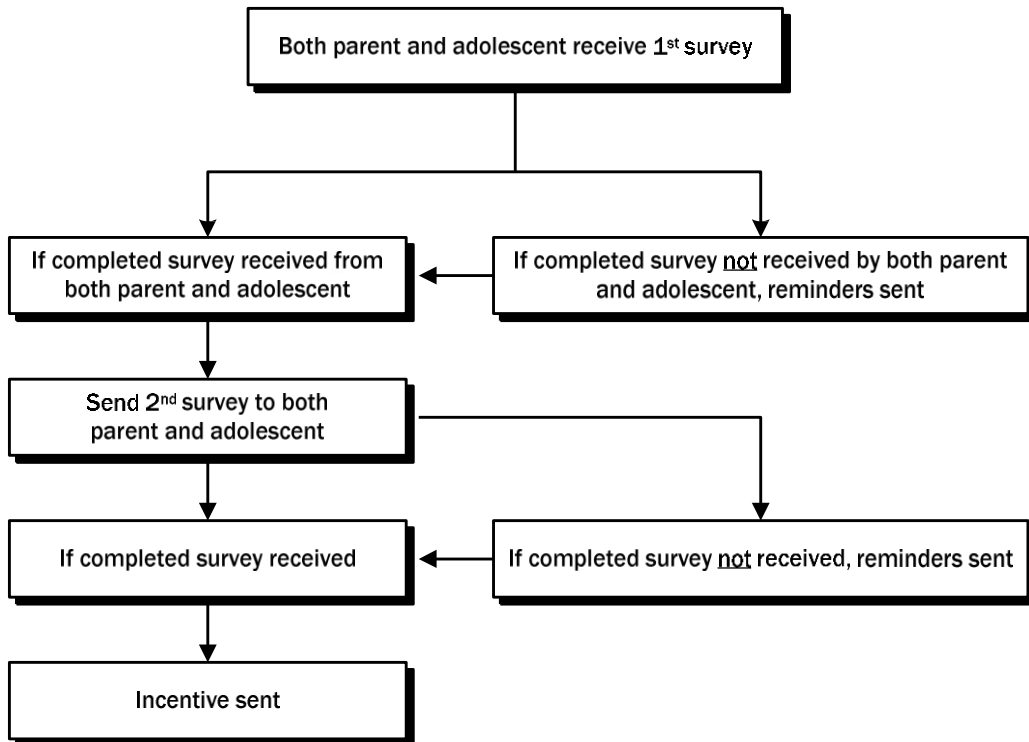 Both parent and adolescent receive 1st survey
If completed survey received from
both parent and adolescent
If completed survey not received by both parent
and adolescent, reminders sent
Send 2nd survey to both
parent and adolescent
If completed survey received
If completed survey not received, reminders sent
Incentive sent